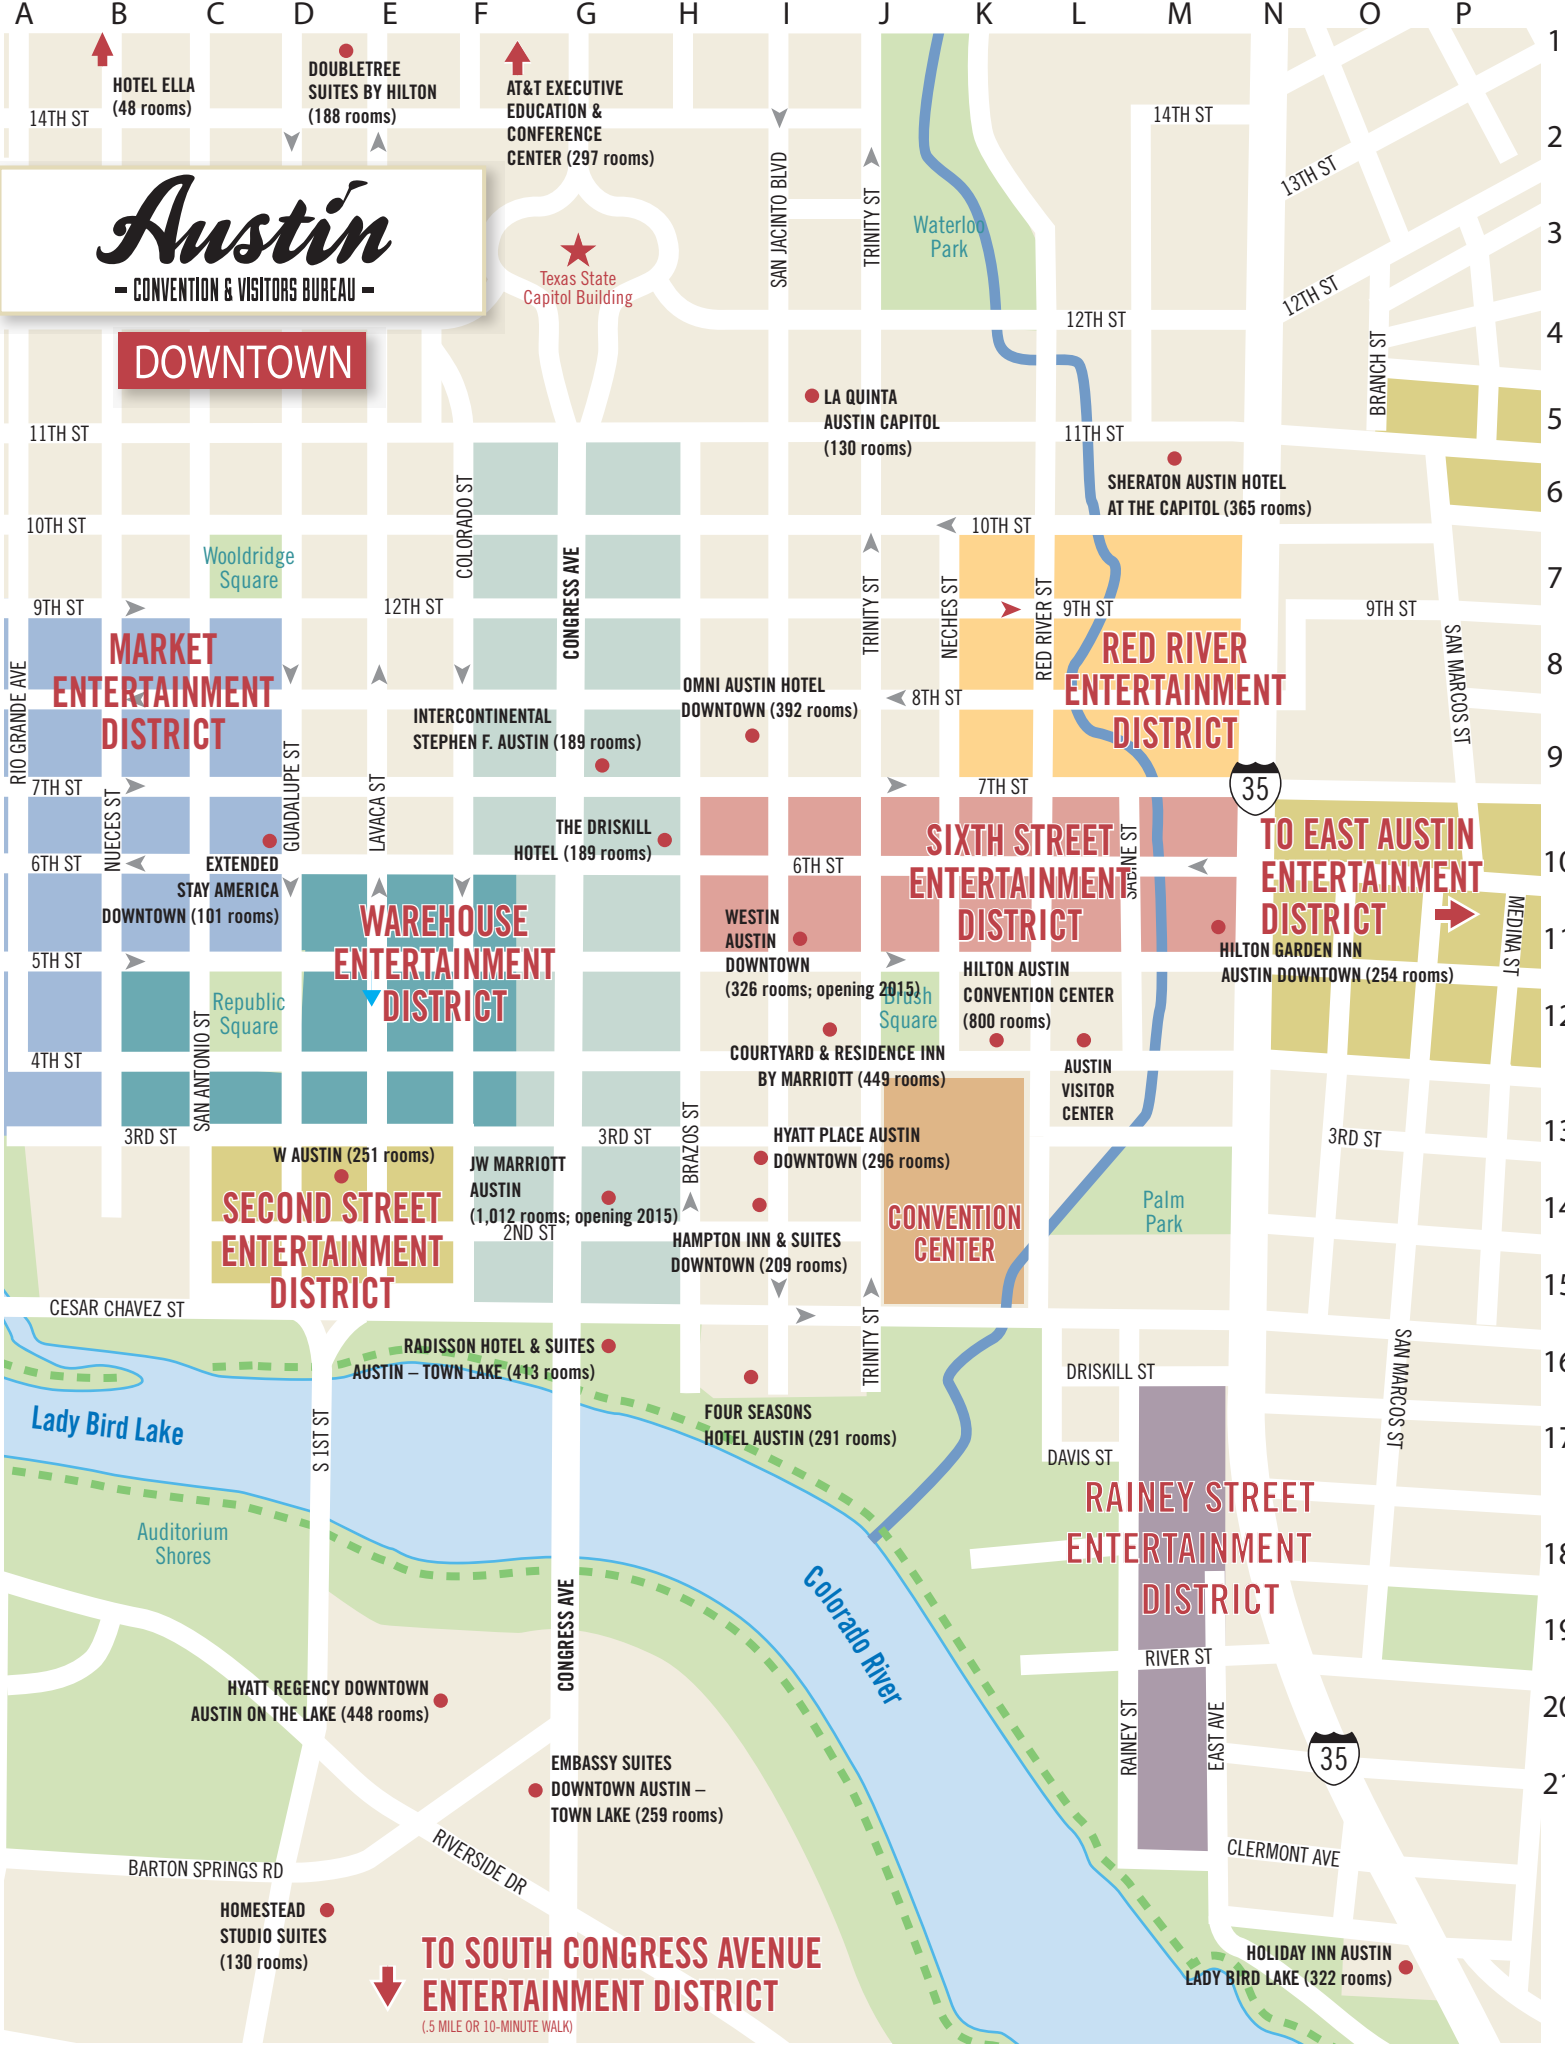 A B C D E F G H I J K L M N O P
1
HOTEL ELLA
(48 rooms)
DOUBLETREE
SUITES BY HILTON
(188 rooms)
AT&T EXECUTIVE
EDUCATION &
CONFERENCE
CENTER (297 rooms)
14TH ST
14TH ST
2
13TH ST
Austin
CONVENTION & VISITORS BUREAU
DOWNTOWN
SAN JACINTO BLVD
TRINITY ST
Waterloo
Park
3
Texas State
Capitol Building
12TH ST
12TH ST
4
BRANCH ST
LA QUINTA
AUSTIN CAPITOL
(130 rooms)
5
11TH ST
11TH ST
SHERATON AUSTIN HOTEL
AT THE CAPITOL (365 rooms)
6
COLORADO ST
10TH ST
10TH ST
Wooldridge
Square
CONGRESS AVE
TRINITY ST
NECHES ST
RED RIVER ST
7
9TH ST
12TH ST
9TH ST
9TH ST
MARKET
ENTERTAINMENT
DISTRICT
RED RIVER
ENTERTAINMENT
DISTRICT
SAN MARCOS ST
8
RIO GRANDE AVE
OMNI AUSTIN HOTEL
DOWNTOWN (392 rooms)
8TH ST
INTERCONTINENTAL
STEPHEN F. AUSTIN (189 rooms)
9
GUADALUPE ST
LAVACA ST
NUECES ST
7TH ST
7TH ST
35
THE DRISKILL
HOTEL (189 rooms)
SIXTH STREET
ENTERTAINMENT
DISTRICT
SABINE ST
TO EAST AUSTIN
ENTERTAINMENT
DISTRICT
6TH ST
6TH ST
EXTENDED
STAY AMERICA
DOWNTOWN (101 rooms)
WAREHOUSE
ENTERTAINMENT
DISTRICT
WESTIN
AUSTIN
DOWNTOWN
(326 rooms; opening 2015)
MEDINA ST
HILTON GARDEN INN
AUSTIN DOWNTOWN (254 rooms)
5TH ST
HILTON AUSTIN
CONVENTION CENTER
(800 rooms)
Brush
Square
Republic
Square
SAN ANTONIO ST
COURTYARD & RESIDENCE INN
BY MARRIOTT (449 rooms)
4TH ST
AUSTIN
VISITOR
CENTER
BRAZOS ST
3RD ST
3RD ST
3RD ST
HYATT PLACE AUSTIN
DOWNTOWN (296 rooms)
W AUSTIN (251 rooms)
JW MARRIOTT
AUSTIN
(1,012 rooms; opening 2015)
2ND ST
SECOND STREET
ENTERTAINMENT
DISTRICT
CONVENTION
CENTER
Palm
Park
HAMPTON INN & SUITES
DOWNTOWN (209 rooms)
CESAR CHAVEZ ST
TRINITY ST
RADISSON HOTEL & SUITES
AUSTIN – TOWN LAKE (413 rooms)
SAN MARCOS ST
DRISKILL ST
FOUR SEASONS
HOTEL AUSTIN (291 rooms)
Lady Bird Lake
S 1ST ST
DAVIS ST
RAINEY STREET
ENTERTAINMENT
DISTRICT
Auditorium
Shores
Colorado River
CONGRESS AVE
RIVER ST
HYATT REGENCY DOWNTOWN
AUSTIN ON THE LAKE (448 rooms)
RAINEY ST
EAST AVE
35
EMBASSY SUITES
DOWNTOWN AUSTIN –
TOWN LAKE (259 rooms)
RIVERSIDE DR
CLERMONT AVE
BARTON SPRINGS RD
HOMESTEAD
STUDIO SUITES
(130 rooms)
TO SOUTH CONGRESS AVENUE
ENTERTAINMENT DISTRICT
(.5 MILE OR 10-MINUTE WALK)
HOLIDAY INN AUSTIN
LADY BIRD LAKE (322 rooms)